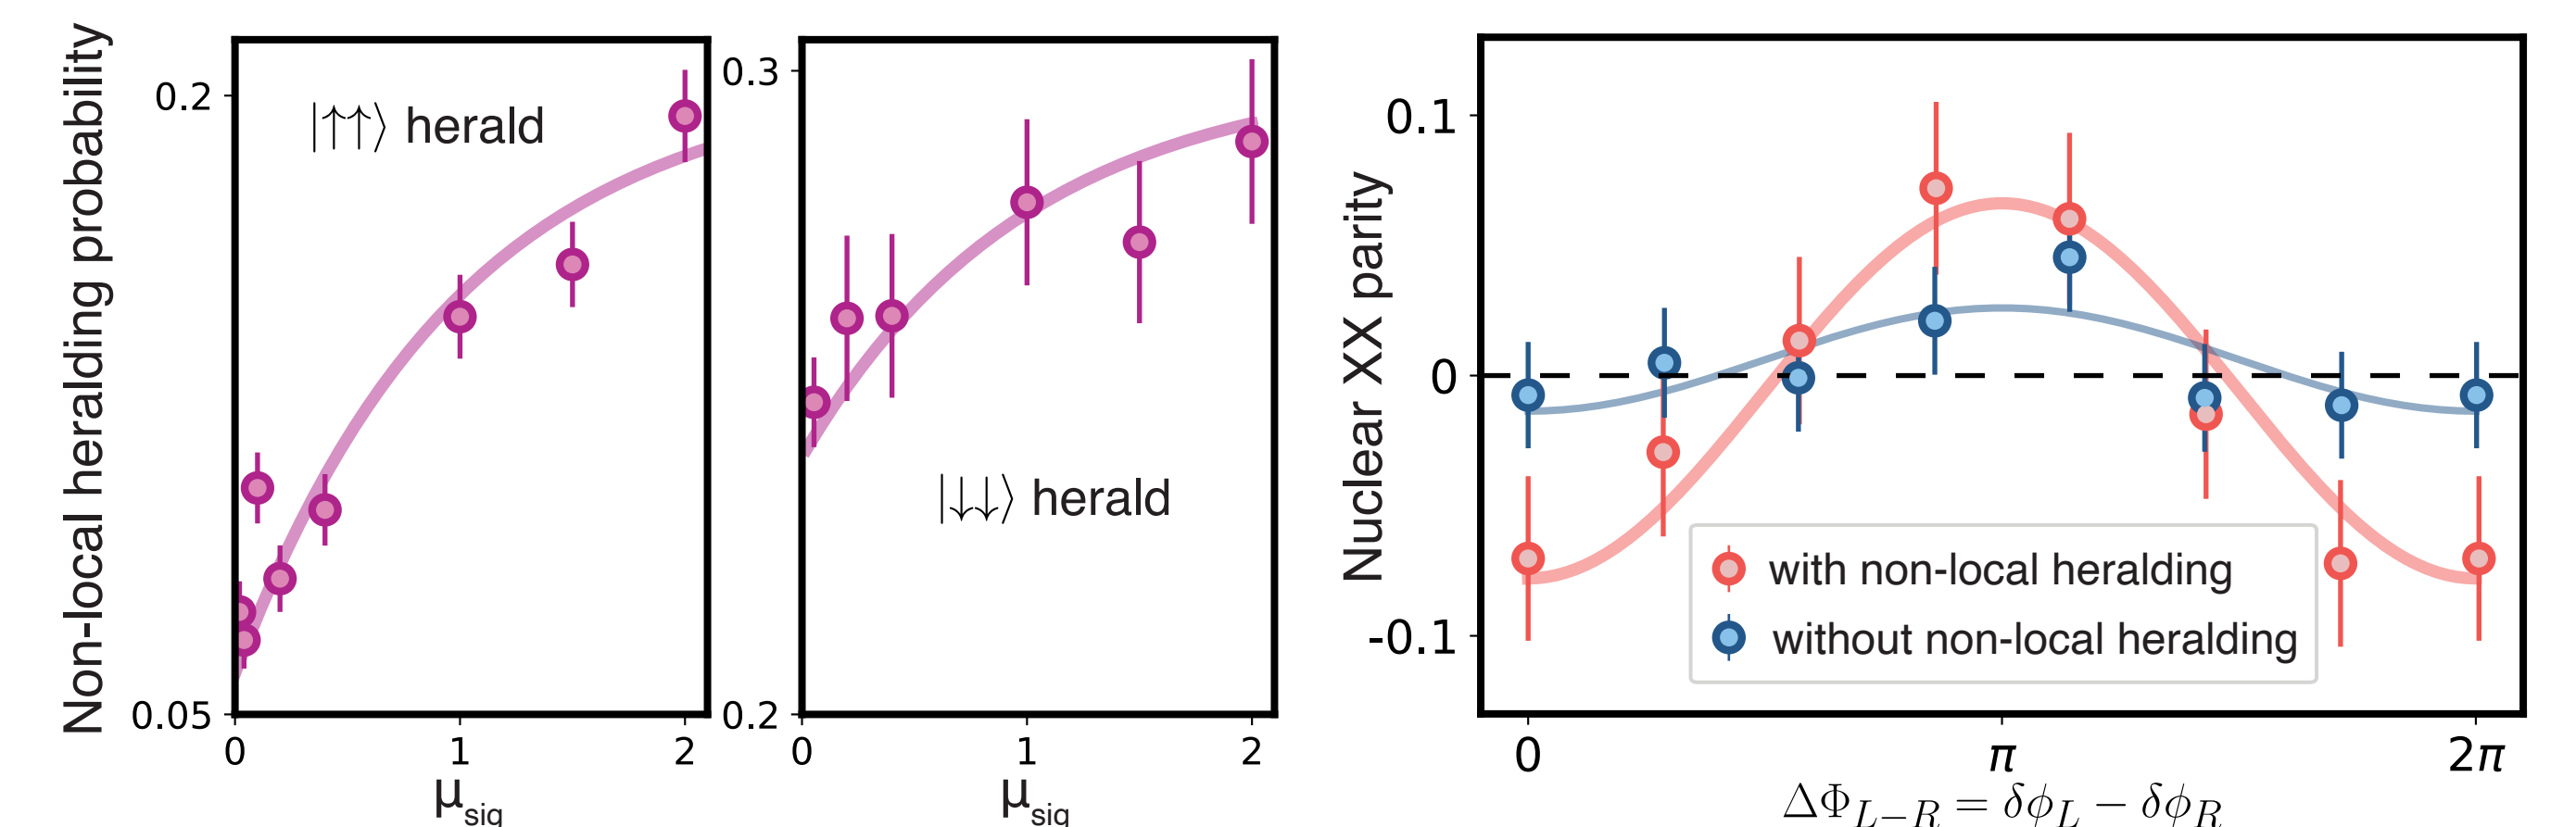 Non-local heralding probability
0.2
0.05
|↑↑⟩ herald
0
1
2
μsig
0.3
0.2
|↓↓⟩ herald
0
1
2
μsig
Nuclear XX parity
0.1
0
-0.1
with non-local heralding
without non-local heralding
0
π
2π
ΔΦL−R = δϕL − δϕR